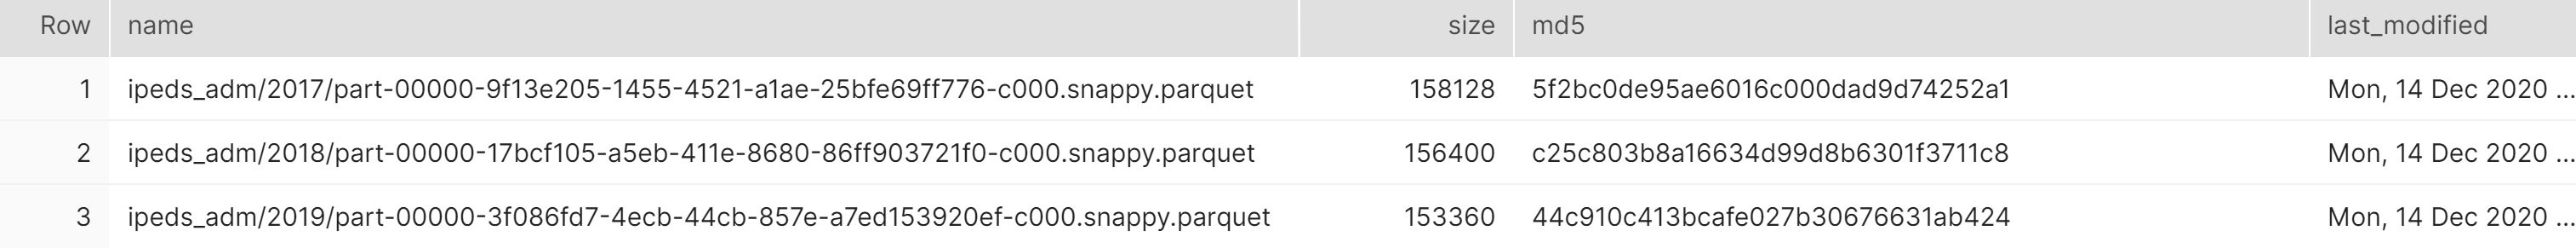 Row name size md5 last_modified
1 ipeds_adm/2017/part-00000-9f13e205-1455-4521-a1ae-25bfe69ff776-c000.snappy.parquet 158128 5f2bc0de95ae6016c000dad9d74252a1 Mon, 14 Dec 2020 ...
2 ipeds_adm/2018/part-00000-17bcf105-a5eb-411e-8680-86ff903721f0-c000.snappy.parquet 156400 c25c803b8a16634d99d8b6301f3711c8 Mon, 14 Dec 2020 ...
3 ipeds_adm/2019/part-00000-3f086fd7-4ecb-44cb-857e-a7ed153920ef-c000.snappy.parquet 153360 44c910c413bcafe027b30676631ab424 Mon, 14 Dec 2020 ...